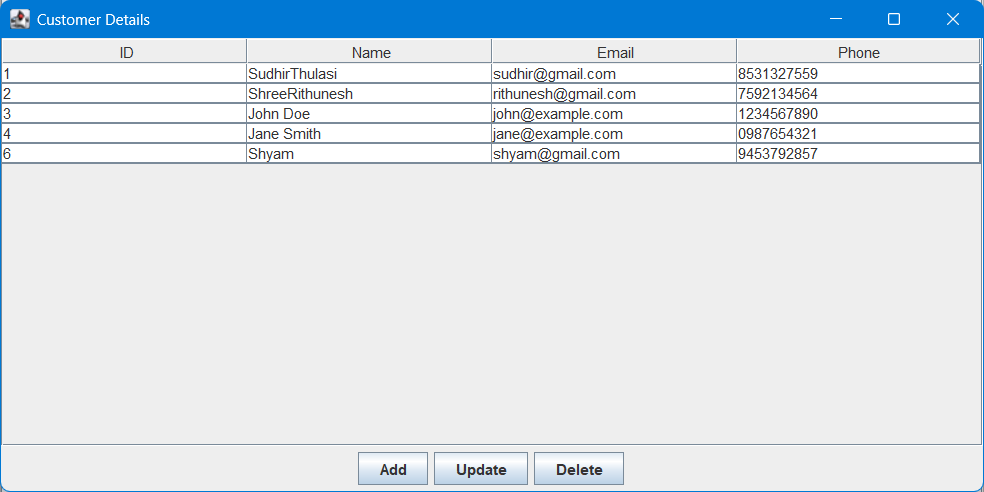 Customer Details
ID Name Email Phone
1 SudhirThulasi sudhir@gmail.com 8531327559
2 ShreeRithunesh rithunesh@gmail.com 7592134564
3 John Doe john@example.com 1234567890
4 Jane Smith jane@example.com 0987654321
6 Shyam shyam@gmail.com 9453792857
Add Update Delete